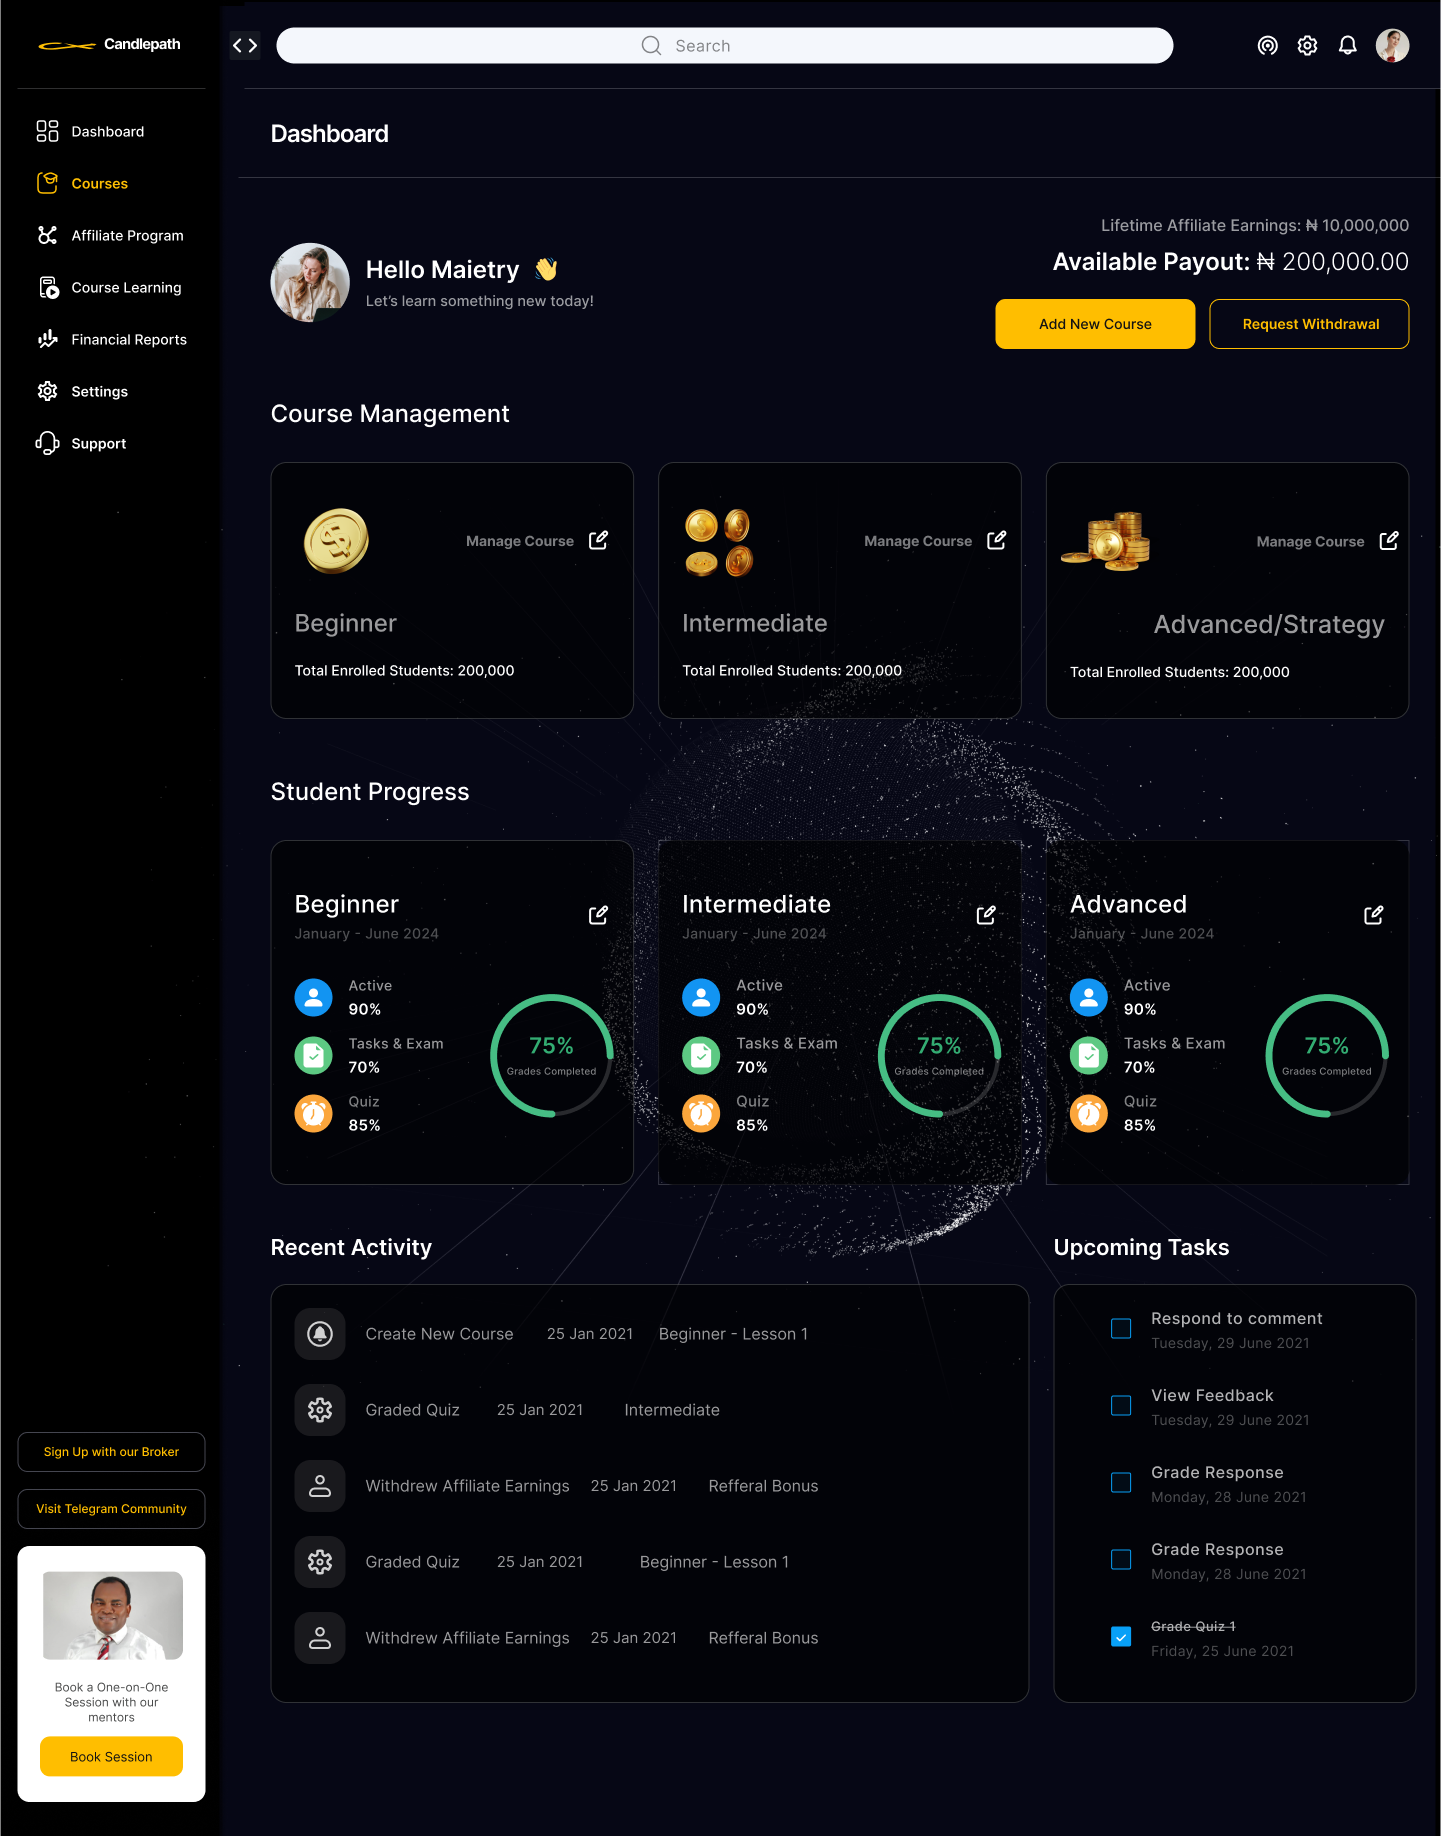 Candlepath
Search
Dashboard
Courses
Affiliate Program
Course Learning
Financial Reports
Settings
Support
Sign Up with our Broker
Visit Telegram Community
Book a One-on-One
Session with our
mentors
Book Session
Dashboard
Hello Maietry 👋
Let's learn something new today!
Lifetime Affiliate Earnings: ₦ 10,000,000
Available Payout: ₦ 200,000.00
Add New Course
Request Withdrawal
Course Management
Manage Course
Beginner
Total Enrolled Students: 200,000
Manage Course
Intermediate
Total Enrolled Students: 200,000
Manage Course
Advanced/Strategy
Total Enrolled Students: 200,000
Student Progress
Beginner
January - June 2024
Active
90%
Tasks & Exam
70%
Quiz
85%
75%
Grades Completed
Intermediate
January - June 2024
Active
90%
Tasks & Exam
70%
Quiz
85%
75%
Grades Completed
Advanced
January - June 2024
Active
90%
Tasks & Exam
70%
Quiz
85%
75%
Grades Completed
Recent Activity
Create New Course 25 Jan 2021 Beginner - Lesson 1
Graded Quiz 25 Jan 2021 Intermediate
Withdrew Affiliate Earnings 25 Jan 2021 Refferal Bonus
Graded Quiz 25 Jan 2021 Beginner - Lesson 1
Withdrew Affiliate Earnings 25 Jan 2021 Refferal Bonus
Upcoming Tasks
Respond to comment
Tuesday, 29 June 2021
View Feedback
Tuesday, 29 June 2021
Grade Response
Monday, 28 June 2021
Grade Response
Monday, 28 June 2021
Grade Quiz 1
Friday, 25 June 2021